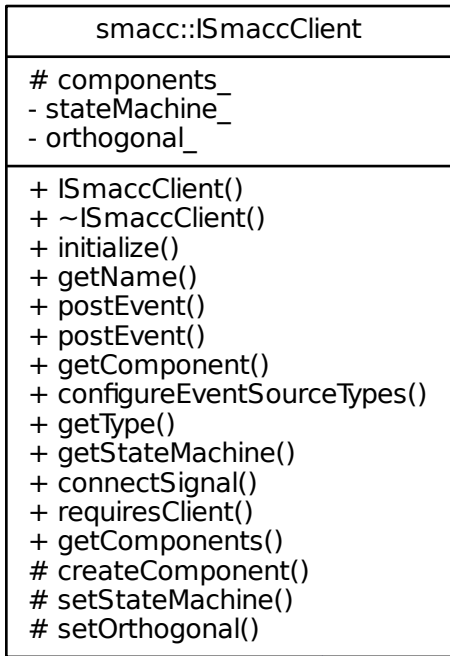 smacc::ISmaccClient
# components_
- stateMachine_
- orthogonal_
+ ISmaccClient()
+ ~ISmaccClient()
+ initialize()
+ getName()
+ postEvent()
+ postEvent()
+ getComponent()
+ configureEventSourceTypes()
+ getType()
+ getStateMachine()
+ connectSignal()
+ requiresClient()
+ getComponents()
# createComponent()
# setStateMachine()
# setOrthogonal()